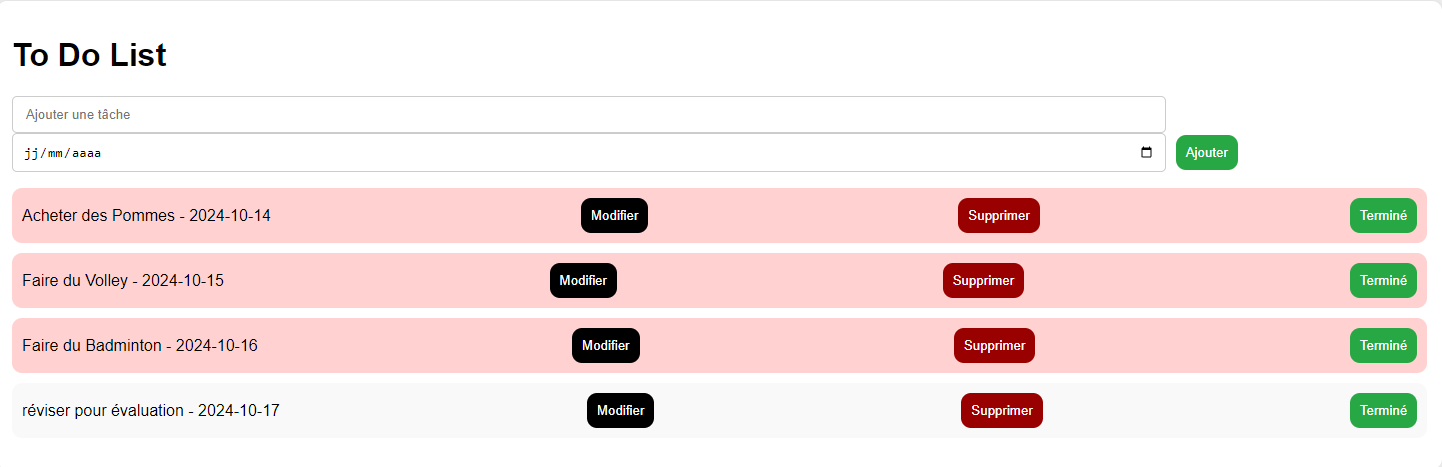 To Do List
Ajouter une tâche
jj/mm/aaaa Ajouter
Acheter des Pommes - 2024-10-14 Modifier Supprimer Terminé
Faire du Volley - 2024-10-15 Modifier Supprimer Terminé
Faire du Badminton - 2024-10-16 Modifier Supprimer Terminé
réviser pour évaluation - 2024-10-17 Modifier Supprimer Terminé